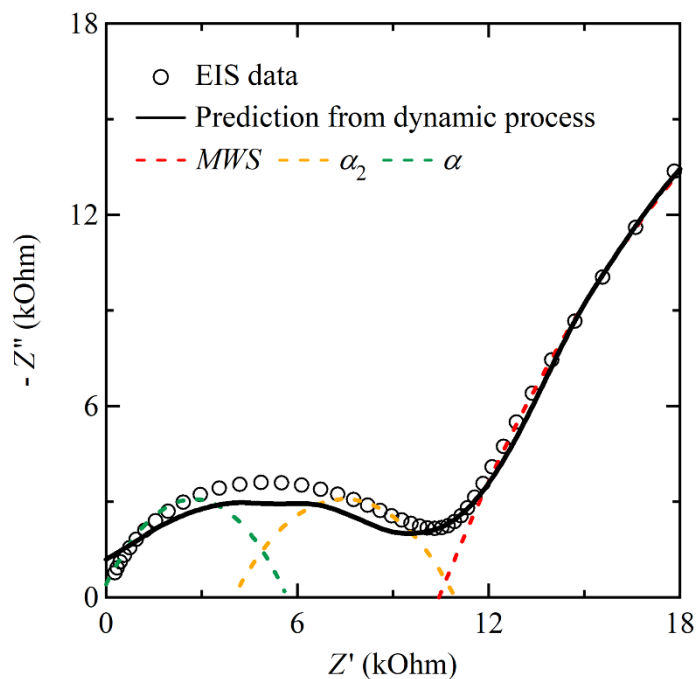 18
EIS data
Prediction from dynamic process
MWS α₂ α
12
- Z" (kOhm)
6
0
0 6 12 18
Z' (kOhm)